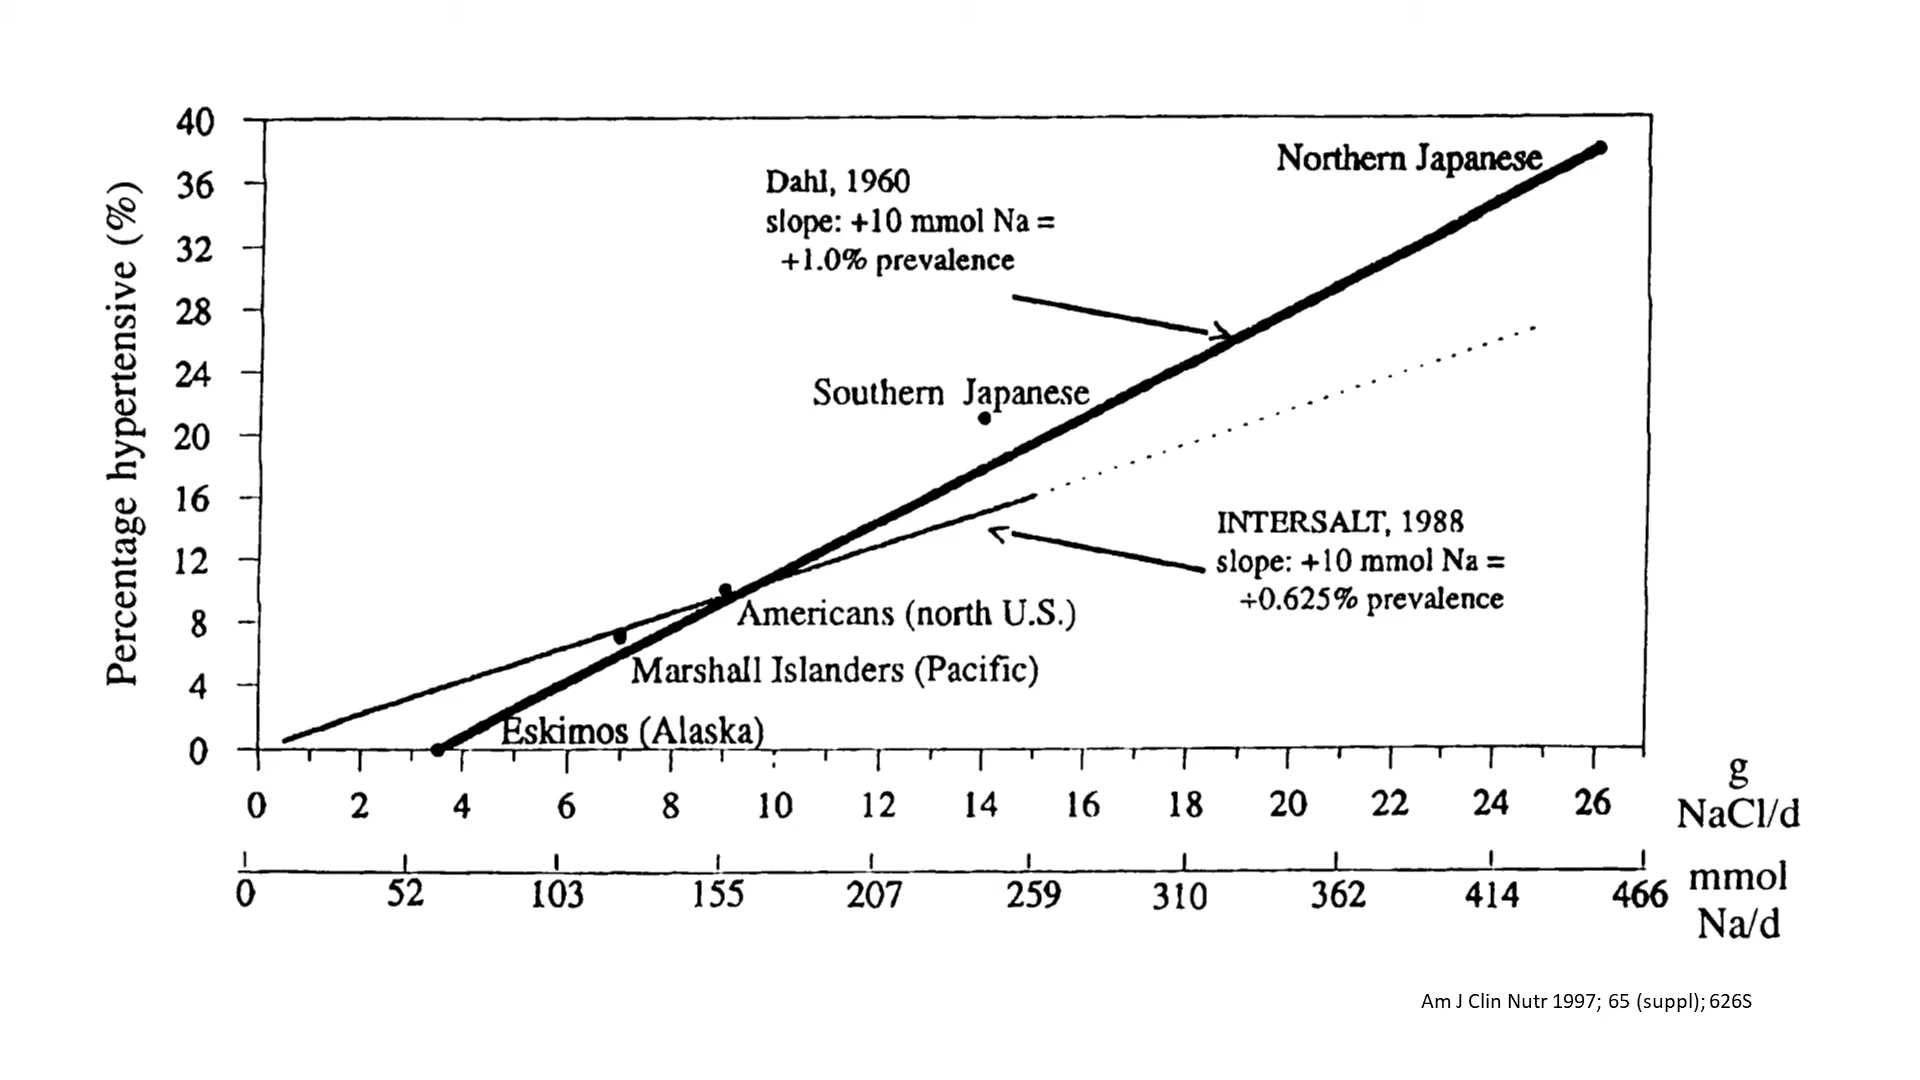 40
36
32
28
24
20
16
12
8
4
0
Percentage hypertensive (%)
Northern Japanese
Dahl, 1960
slope: +10 mmol Na =
+1.0% prevalence
Southern Japanese
INTERSALT, 1988
slope: +10 mmol Na =
+0.625% prevalence
Americans (north U.S.)
Marshall Islanders (Pacific)
Eskimos (Alaska)
0 2 4 6 8 10 12 14 16 18 20 22 24 26
g
NaCl/d
0 52 103 155 207 259 310 362 414 466
mmol
Na/d
Am J Clin Nutr 1997; 65 (suppl); 626S